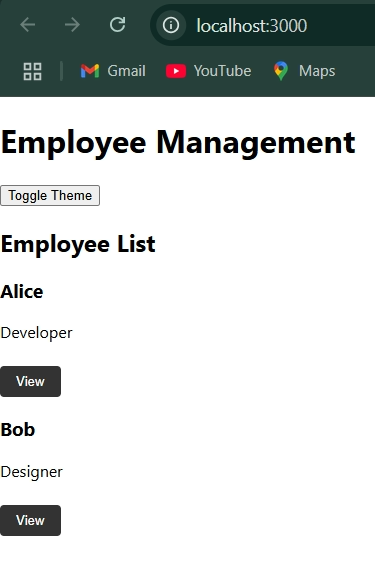 localhost:3000
Gmail YouTube Maps
Employee Management
Toggle Theme
Employee List
Alice
Developer
View
Bob
Designer
View